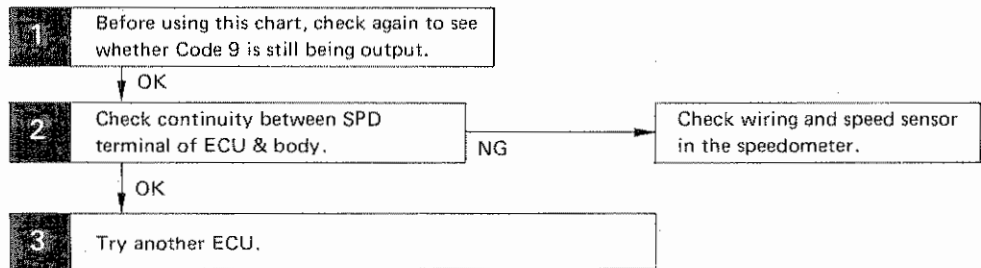 1
Before using this chart, check again to see
whether Code 9 is still being output.
OK
2
Check continuity between SPD
terminal of ECU & body.
NG
Check wiring and speed sensor
in the speedometer.
OK
3
Try another ECU.